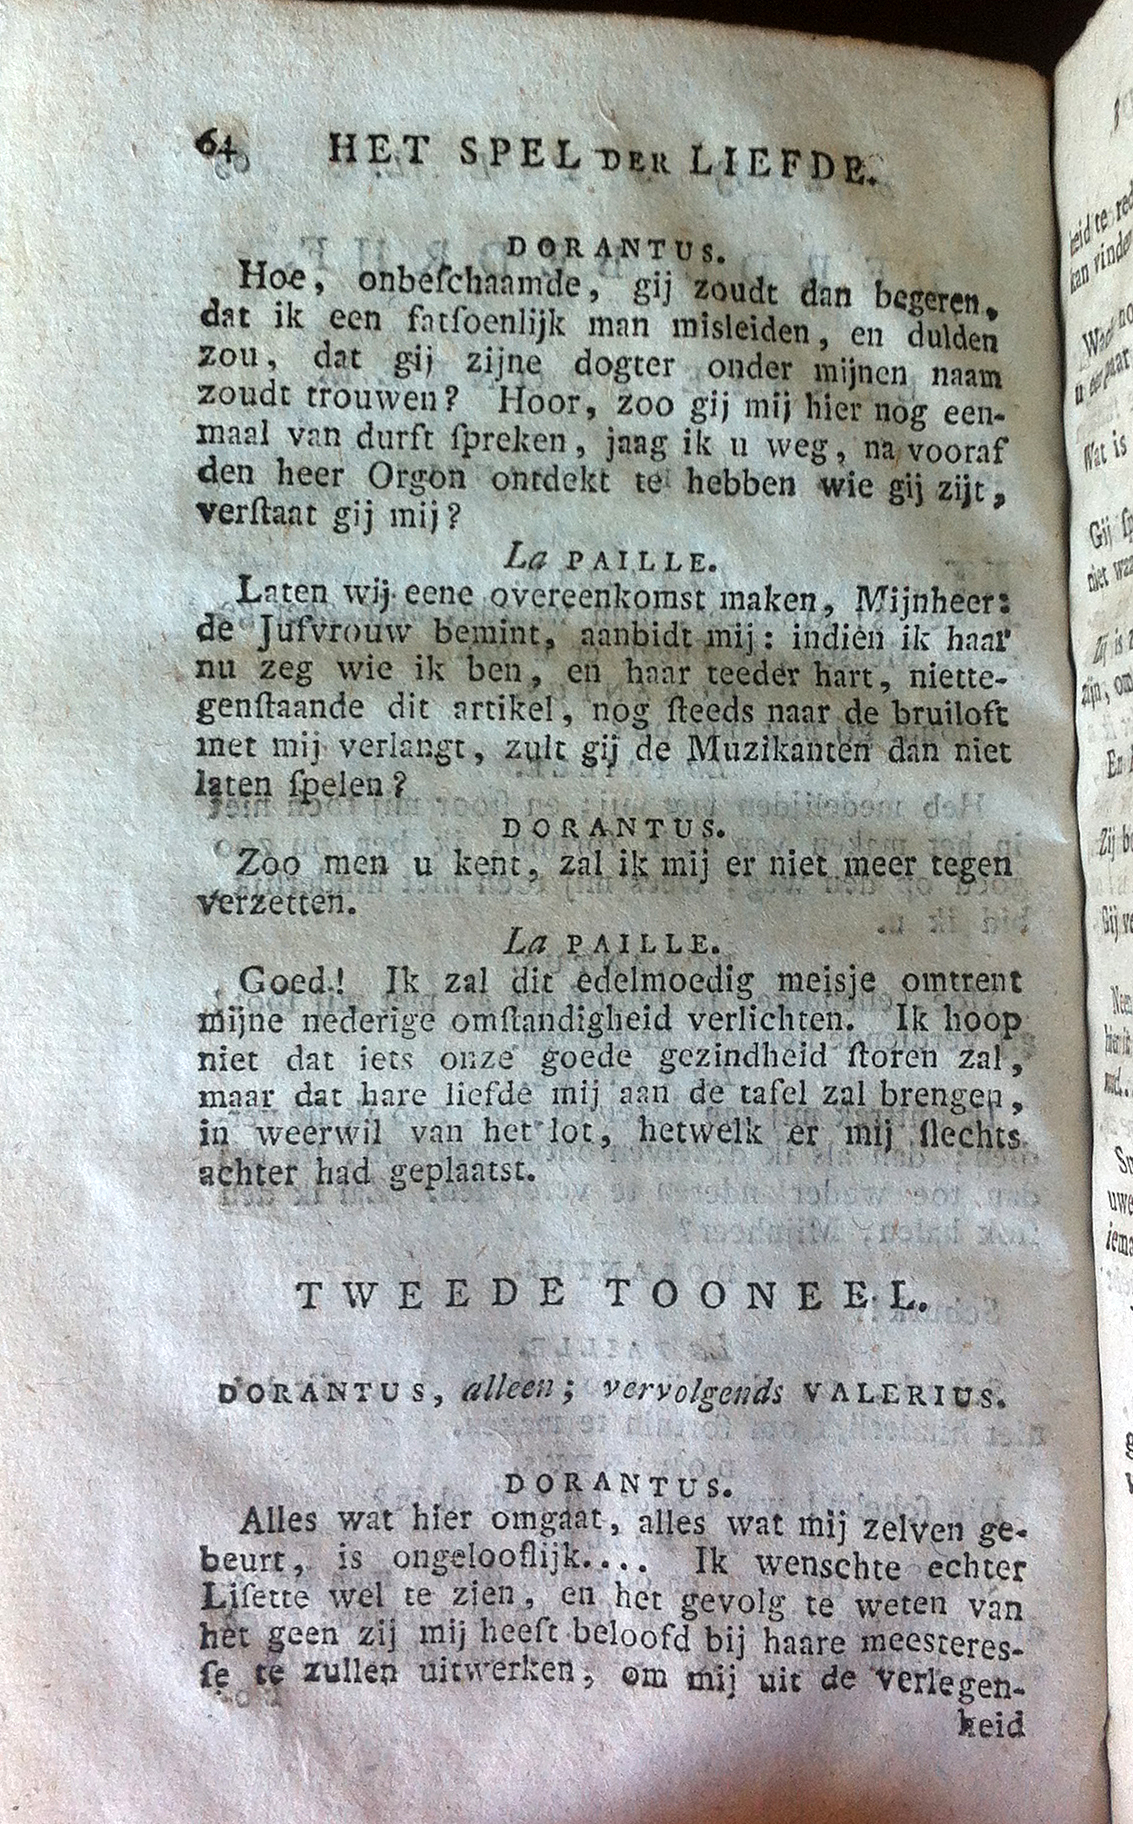 64 HET SPEL DER LIEFDE.
DORANTUS.
Hoe, onbeſchaamde, gij zoudt dan begeren,
dat ik een fatſoenlijk man misleiden, en dulden
zou, dat gij zijne dogter onder mijnen naam
zoudt trouwen? Hoor, zoo gij mij hier nog een-
maal van durft ſpreken, jaag ik u weg, na vooraf
den heer Orgon ontdekt te hebben wie gij zijt,
verſtaat gij mij?
La PAILLE.
Laten wij eene overeenkomst maken, Mijnheer:
de Jufvrouw bemint, aanbidt mij: indien ik haar
nu zeg wie ik ben, en haar teeder hart, niette-
genſtaande dit artikel, nog ſteeds naar de bruiloft
met mij verlangt, zult gij de Muzikanten dan niet
laten ſpelen?
DORANTUS.
Zoo men u kent, zal ik mij er niet meer tegen
verzetten.
La PAILLE.
Goed! Ik zal dit edelmoedig meisje omtrent
mijne nederige omſtandigheid verlichten. Ik hoop
niet dat iets onze goede gezindheid ſtoren zal,
maar dat hare liefde mij aan de tafel zal brengen,
in weerwil van het lot, hetwelk er mij ſlechts
achter had geplaatst.
TWEEDE TOONEEL.
DORANTUS, alleen; vervolgends VALERIUS.
DORANTUS.
Alles wat hier omgaat, alles wat mij zelven ge-
beurt, is ongelooflijk.... Ik wenschte echter
Liſette wel te zien, en het gevolg te weten van
het geen zij mij heeft beloofd bij haare meesteres-
ſe te zullen uitwerken, om mij uit de verlegen-
heid